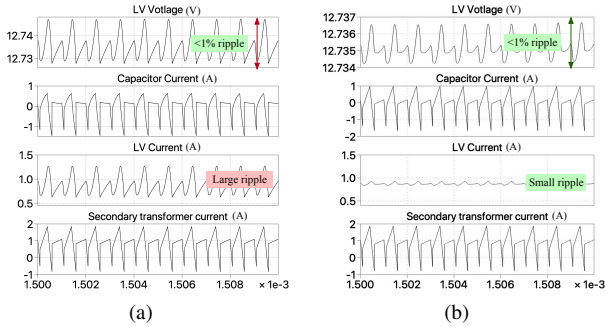 LV Votlage (V)
12.74
12.73
<1% ripple
Capacitor Current (A)
1
0
-1
LV Current (A)
1.5
1.0
0.5
Large ripple
Secondary transformer current (A)
2
1
0
-1
1.500 1.502 1.504 1.506 1.508 × 1e-3
(a)
LV Votlage (V)
12.737
12.736
12.735
12.734
<1% ripple
Capacitor Current (A)
1
0
-1
-2
LV Current (A)
1.5
1.0
0.5
Small ripple
Secondary transformer current (A)
2
1
0
-1
1.500 1.502 1.504 1.506 1.508 × 1e-3
(b)